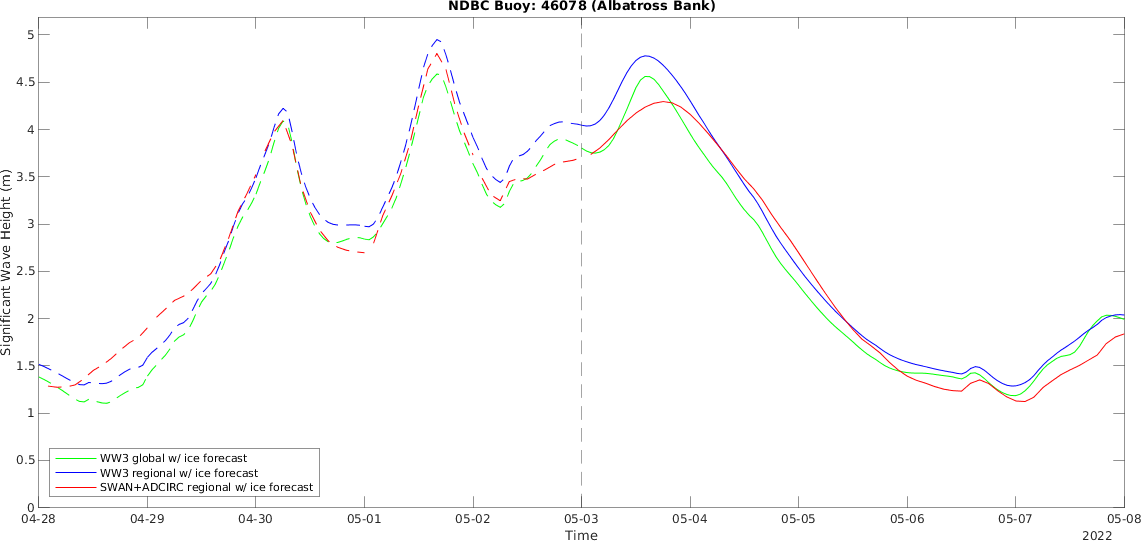 NDBC Buoy: 46078 (Albatross Bank)
Significant Wave Height (m)
5
4.5
4
3.5
3
2.5
2
1.5
1
0.5
0
WW3 global w/ ice forecast
WW3 regional w/ ice forecast
SWAN+ADCIRC regional w/ ice forecast
04-28 04-29 04-30 05-01 05-02 05-03 05-04 05-05 05-06 05-07 05-08
Time
2022